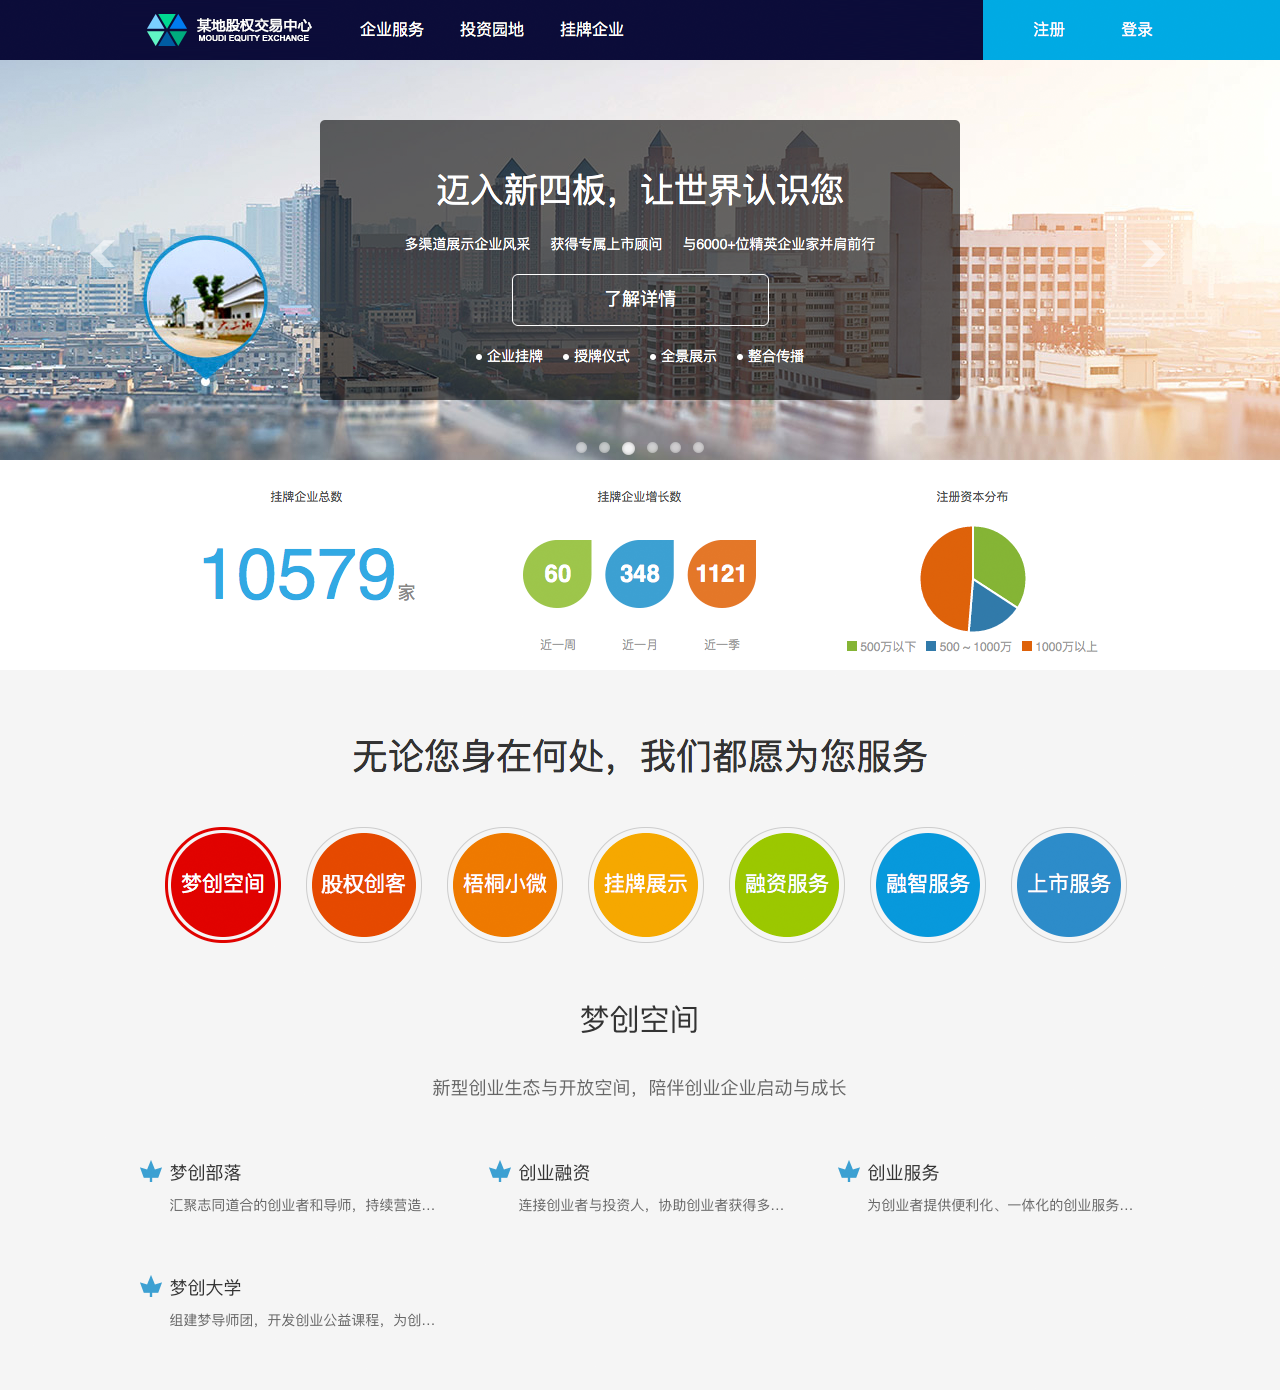 某地股权交易中心
MOUDI EQUITY EXCHANGE
企业服务 投资园地 挂牌企业 注册 登录
迈入新四板，让世界认识您
多渠道展示企业风采 获得专属上市顾问 与6000+位精英企业家并肩前行
了解详情
● 企业挂牌 ● 授牌仪式 ● 全景展示 ● 整合传播
挂牌企业总数 挂牌企业增长数 注册资本分布
10579家
60 348 1121
近一周 近一月 近一季
500万以下 500 ~ 1000万 1000万以上
无论您身在何处，我们都愿为您服务
梦创空间 股权创客 梧桐小微 挂牌展示 融资服务 融智服务 上市服务
梦创空间
新型创业生态与开放空间，陪伴创业企业启动与成长
梦创部落 创业融资 创业服务
汇聚志同道合的创业者和导师，持续营造... 连接创业者与投资人，协助创业者获得多... 为创业者提供便利化、一体化的创业服务...
梦创大学
组建梦导师团，开发创业公益课程，为创...